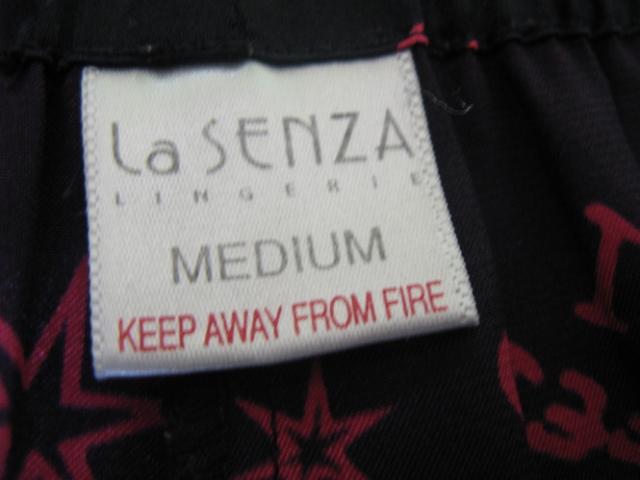 La SENZA
LINGERIE
MEDIUM
KEEP AWAY FROM FIRE